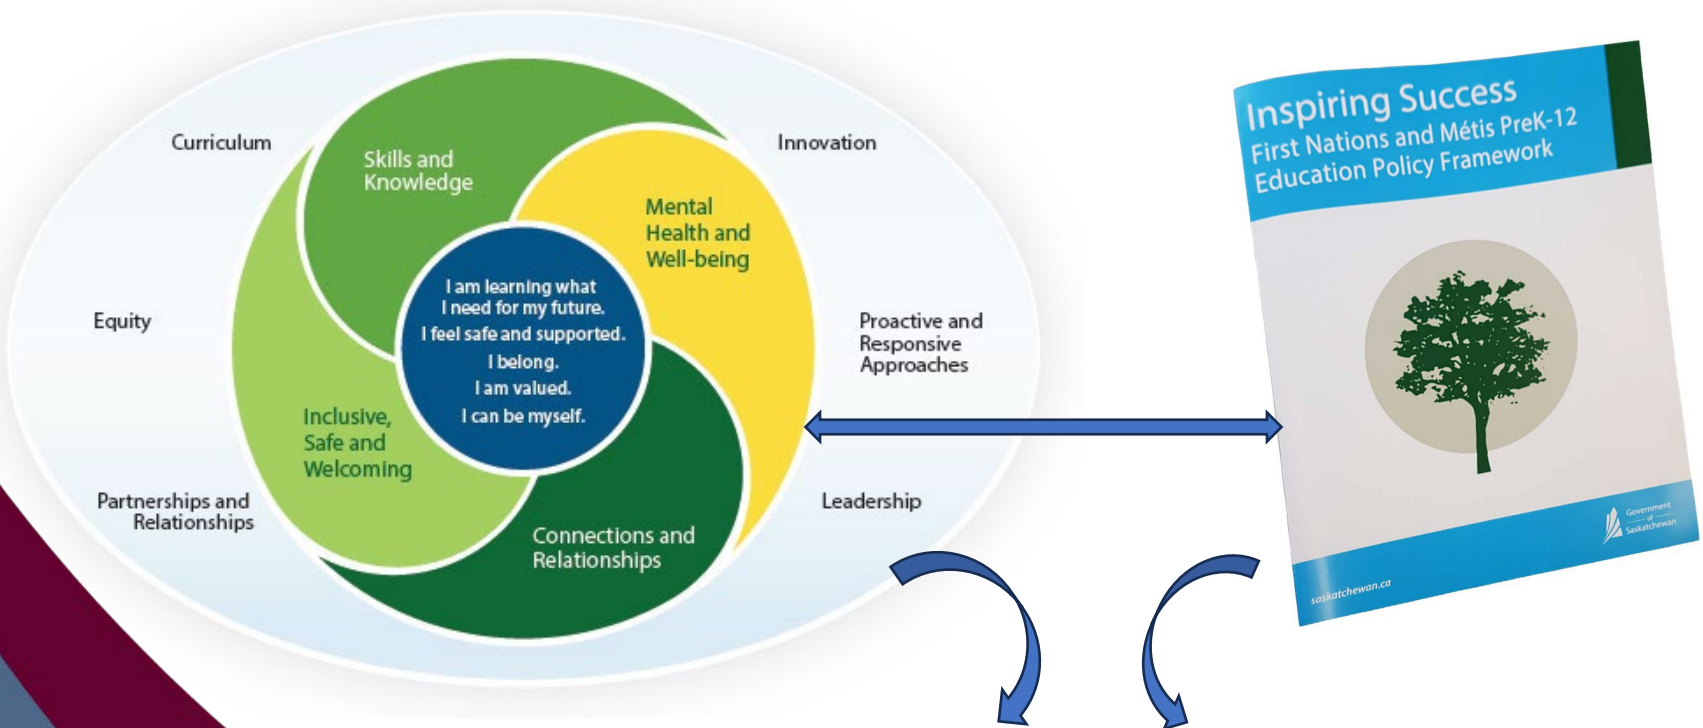 Curriculum
Innovation
Skills and
Knowledge
Mental
Health and
Well-being
I am learning what
I need for my future.
I feel safe and supported.
I belong.
I am valued.
I can be myself.
Equity
Proactive and
Responsive
Approaches
Inclusive,
Safe and
Welcoming
Partnerships and
Relationships
Leadership
Connections and
Relationships
Inspiring Success
First Nations and Métis PreK-12
Education Policy Framework
Government
of
Saskatchewan
saskatchewan.ca